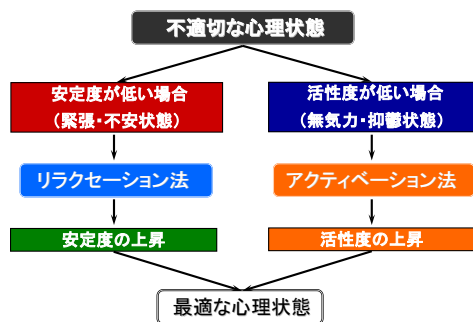 不適切な心理状態
安定度が低い場合
（緊張・不安状態）
活性度が低い場合
（無気力・抑鬱状態）
リラクセーション法
アクティベーション法
安定度の上昇
活性度の上昇
最適な心理状態